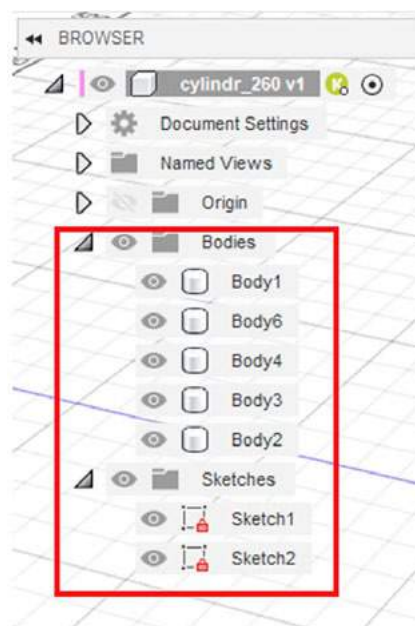 BROWSER
cylindr_260 v1
Document Settings
Named Views
Origin
Bodies
Body1
Body6
Body4
Body3
Body2
Sketches
Sketch1
Sketch2